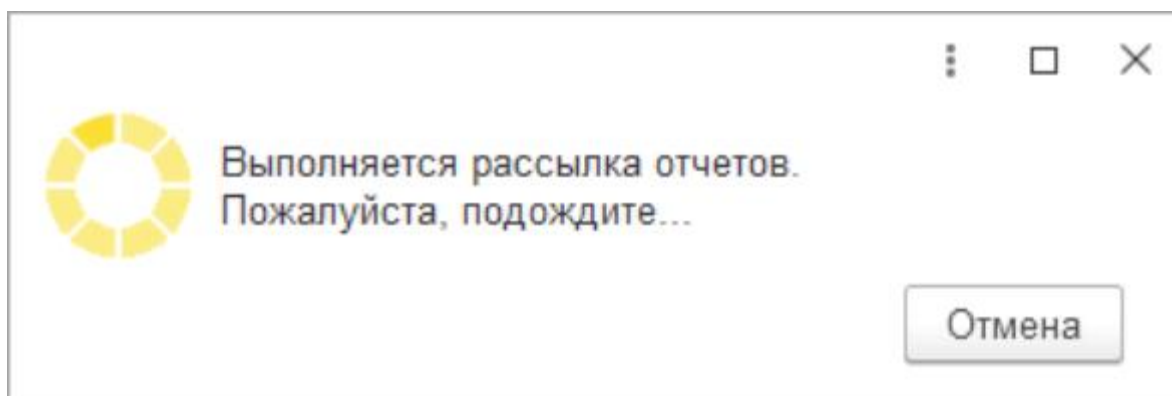 Выполняется рассылка отчетов.
Пожалуйста, подождите...
Отмена